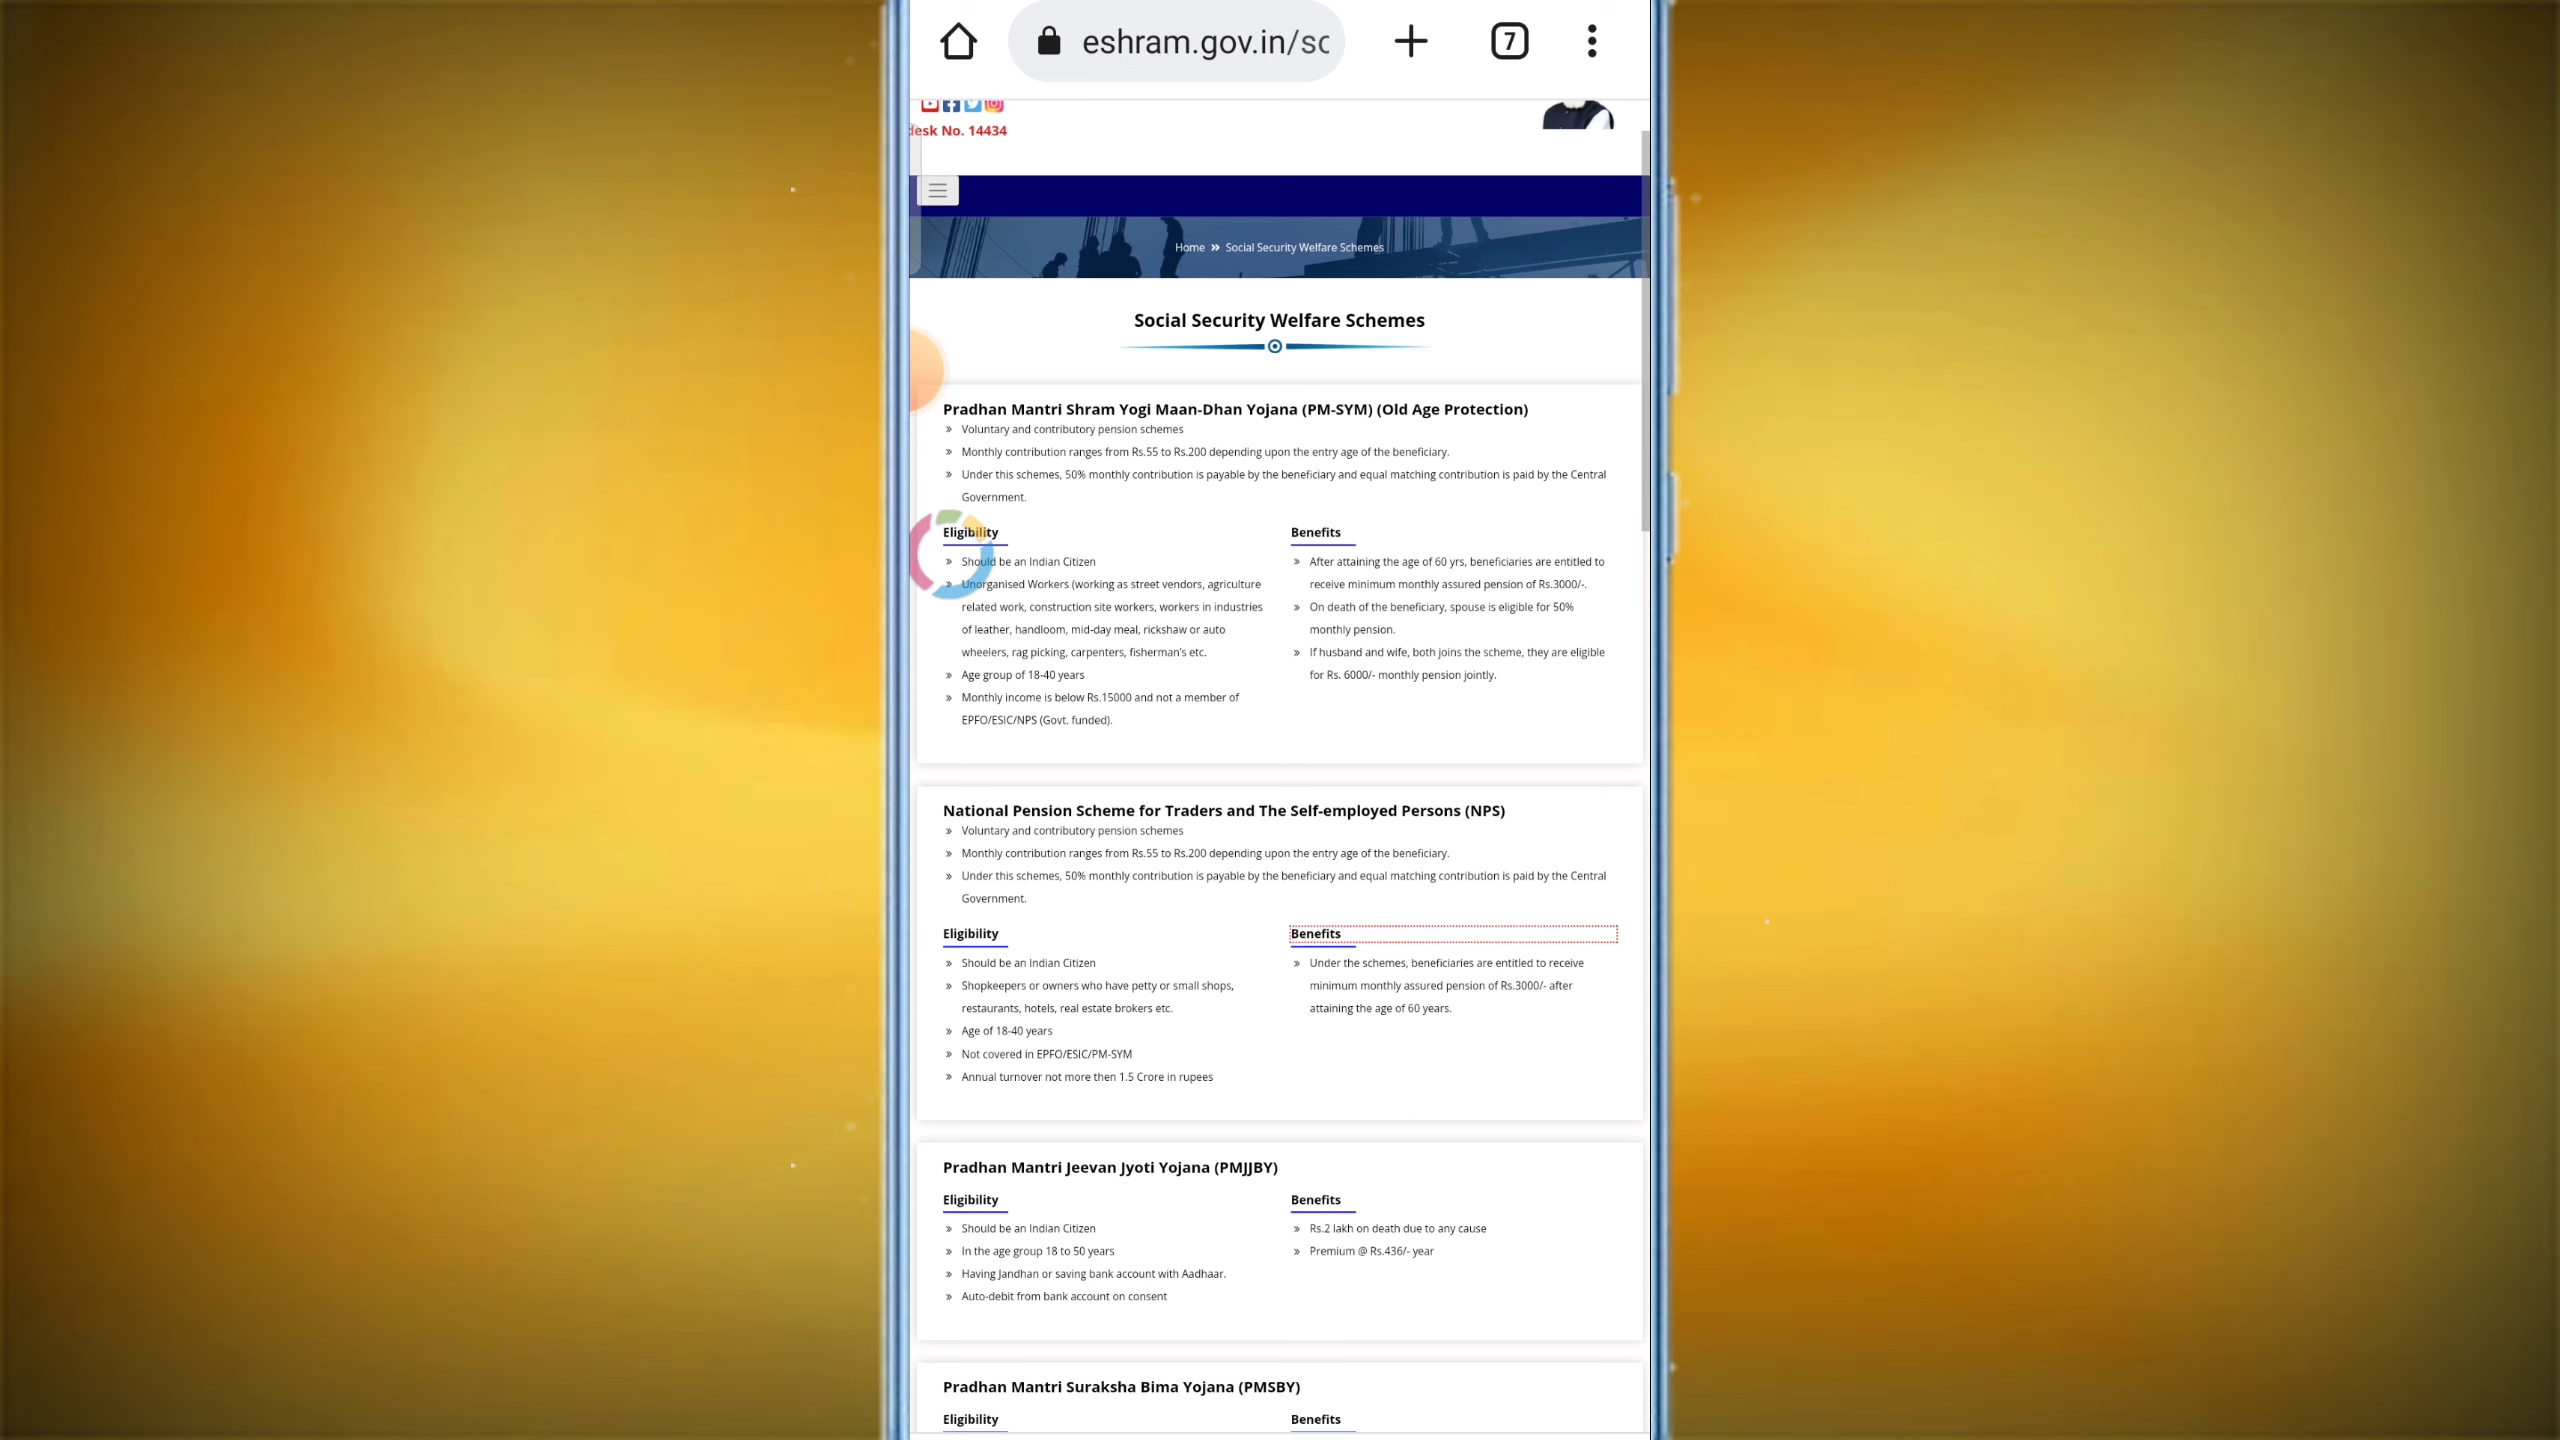 eshram.gov.in/sc
7
desk No. 14434
Home » Social Security Welfare Schemes
Social Security Welfare Schemes
Pradhan Mantri Shram Yogi Maan-Dhan Yojana (PM-SYM) (Old Age Protection)
» Voluntary and contributory pension schemes
» Monthly contribution ranges from Rs.55 to Rs.200 depending upon the entry age of the beneficiary.
» Under this schemes, 50% monthly contribution is payable by the beneficiary and equal matching contribution is paid by the Central
Government.
Eligibility
» Should be an Indian Citizen
» Unorganised Workers (working as street vendors, agriculture
related work, construction site workers, workers in industries
of leather, handloom, mid-day meal, rickshaw or auto
wheelers, rag picking, carpenters, fisherman's etc.
» Age group of 18-40 years
» Monthly income is below Rs.15000 and not a member of
EPFO/ESIC/NPS (Govt. funded).
Benefits
» After attaining the age of 60 yrs, beneficiaries are entitled to
receive minimum monthly assured pension of Rs.3000/-.
» On death of the beneficiary, spouse is eligible for 50%
monthly pension.
» If husband and wife, both joins the scheme, they are eligible
for Rs. 6000/- monthly pension jointly.
National Pension Scheme for Traders and The Self-employed Persons (NPS)
» Voluntary and contributory pension schemes
» Monthly contribution ranges from Rs.55 to Rs.200 depending upon the entry age of the beneficiary.
» Under this schemes, 50% monthly contribution is payable by the beneficiary and equal matching contribution is paid by the Central
Government.
Eligibility
» Should be an Indian Citizen
» Shopkeepers or owners who have petty or small shops,
restaurants, hotels, real estate brokers etc.
» Age of 18-40 years
» Not covered in EPFO/ESIC/PM-SYM
» Annual turnover not more then 1.5 Crore in rupees
Benefits
» Under the schemes, beneficiaries are entitled to receive
minimum monthly assured pension of Rs.3000/- after
attaining the age of 60 years.
Pradhan Mantri Jeevan Jyoti Yojana (PMJJBY)
Eligibility
» Should be an Indian Citizen
» In the age group 18 to 50 years
» Having Jandhan or saving bank account with Aadhaar.
» Auto-debit from bank account on consent
Benefits
» Rs.2 lakh on death due to any cause
» Premium @ Rs.436/- year
Pradhan Mantri Suraksha Bima Yojana (PMSBY)
Eligibility
Benefits